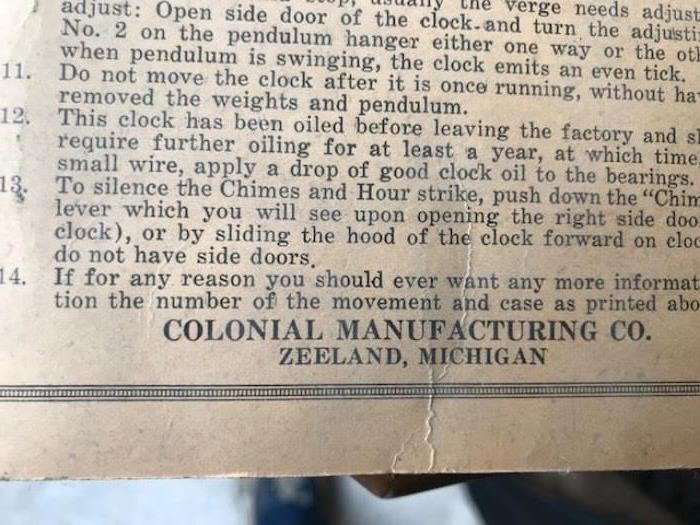 the verge needs adjus
adjust: Open side door of the clock and turn the adjusti
No. 2 on the pendulum hanger either one way or the ot
when pendulum is swinging, the clock emits an even tick.
11. Do not move the clock after it is once running, without ha
removed the weights and pendulum.
12. This clock has been oiled before leaving the factory and s
require further oiling for at least a year, at which time
small wire, apply a drop of good clock oil to the bearings.
13. To silence the Chimes and Hour strike, push down the "Chim
lever which you will see upon opening the right side doo
clock), or by sliding the hood of the clock forward on cloc
do not have side doors.
14. If for any reason you should ever want any more informat
tion the number of the movement and case as printed abo
COLONIAL MANUFACTURING CO.
ZEELAND, MICHIGAN